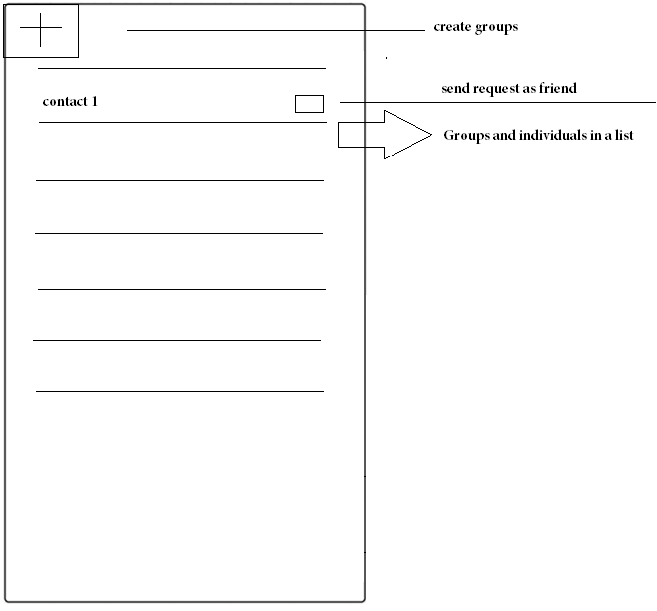 create groups
send request as friend
contact 1
Groups and individuals in a list